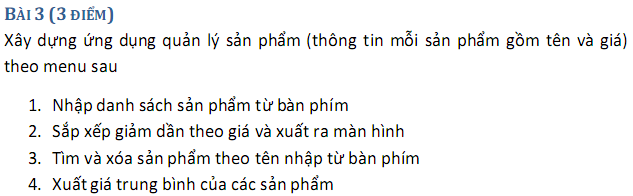 BÀI 3 (3 ĐIỂM)
Xây dựng ứng dụng quản lý sản phẩm (thông tin mỗi sản phẩm gồm tên và giá)
theo menu sau
1. Nhập danh sách sản phẩm từ bàn phím
2. Sắp xếp giảm dần theo giá và xuất ra màn hình
3. Tìm và xóa sản phẩm theo tên nhập từ bàn phím
4. Xuất giá trung bình của các sản phẩm